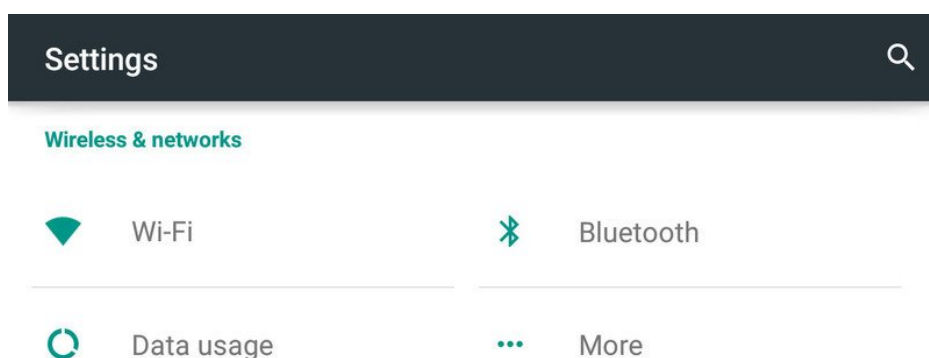 Settings
Wireless & networks
Wi-Fi
Bluetooth
Data usage
More